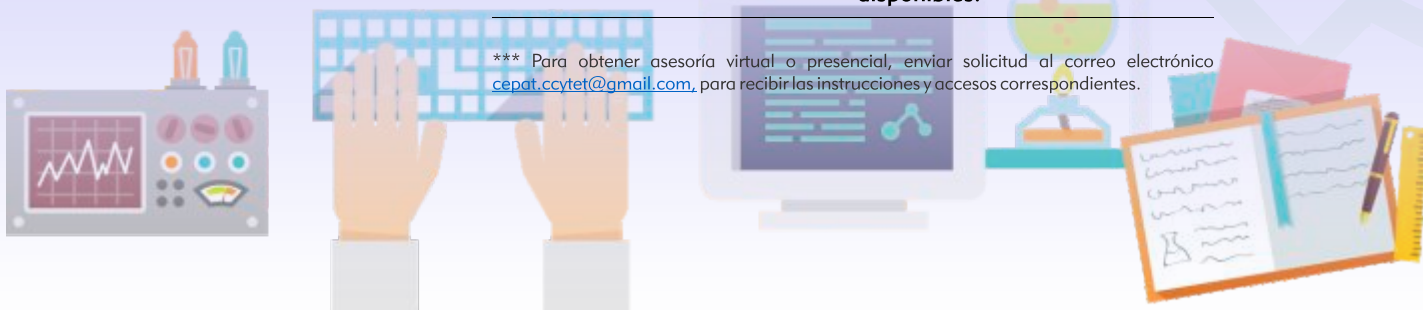 disponibles.
*** Para obtener asesoría virtual o presencial, enviar solicitud al correo electrónico
cepat.ccytet@gmail.com, para recibir las instrucciones y accesos correspondientes.